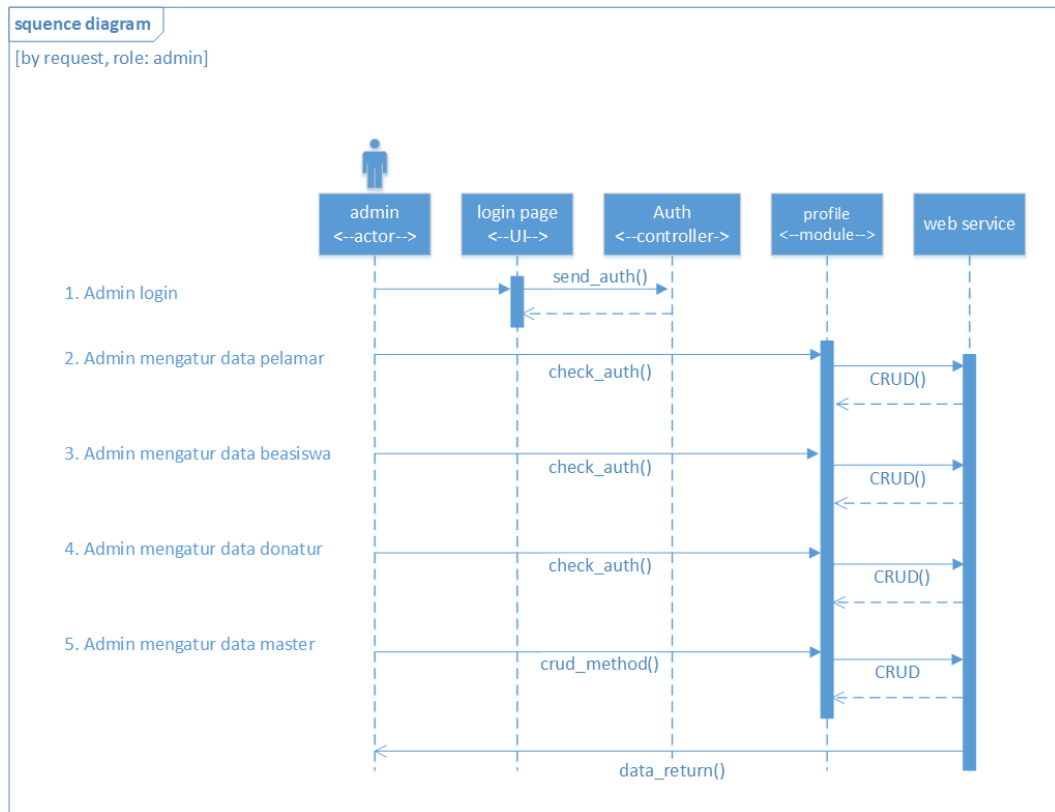 squence diagram
[by request, role: admin]
admin
<--actor-->
login page
<--UI-->
Auth
<--controller->
profile
<--module-->
web service
1. Admin login
send_auth()
2. Admin mengatur data pelamar
check_auth()
CRUD()
3. Admin mengatur data beasiswa
check_auth()
CRUD()
4. Admin mengatur data donatur
check_auth()
CRUD()
5. Admin mengatur data master
crud_method()
CRUD
data_return()